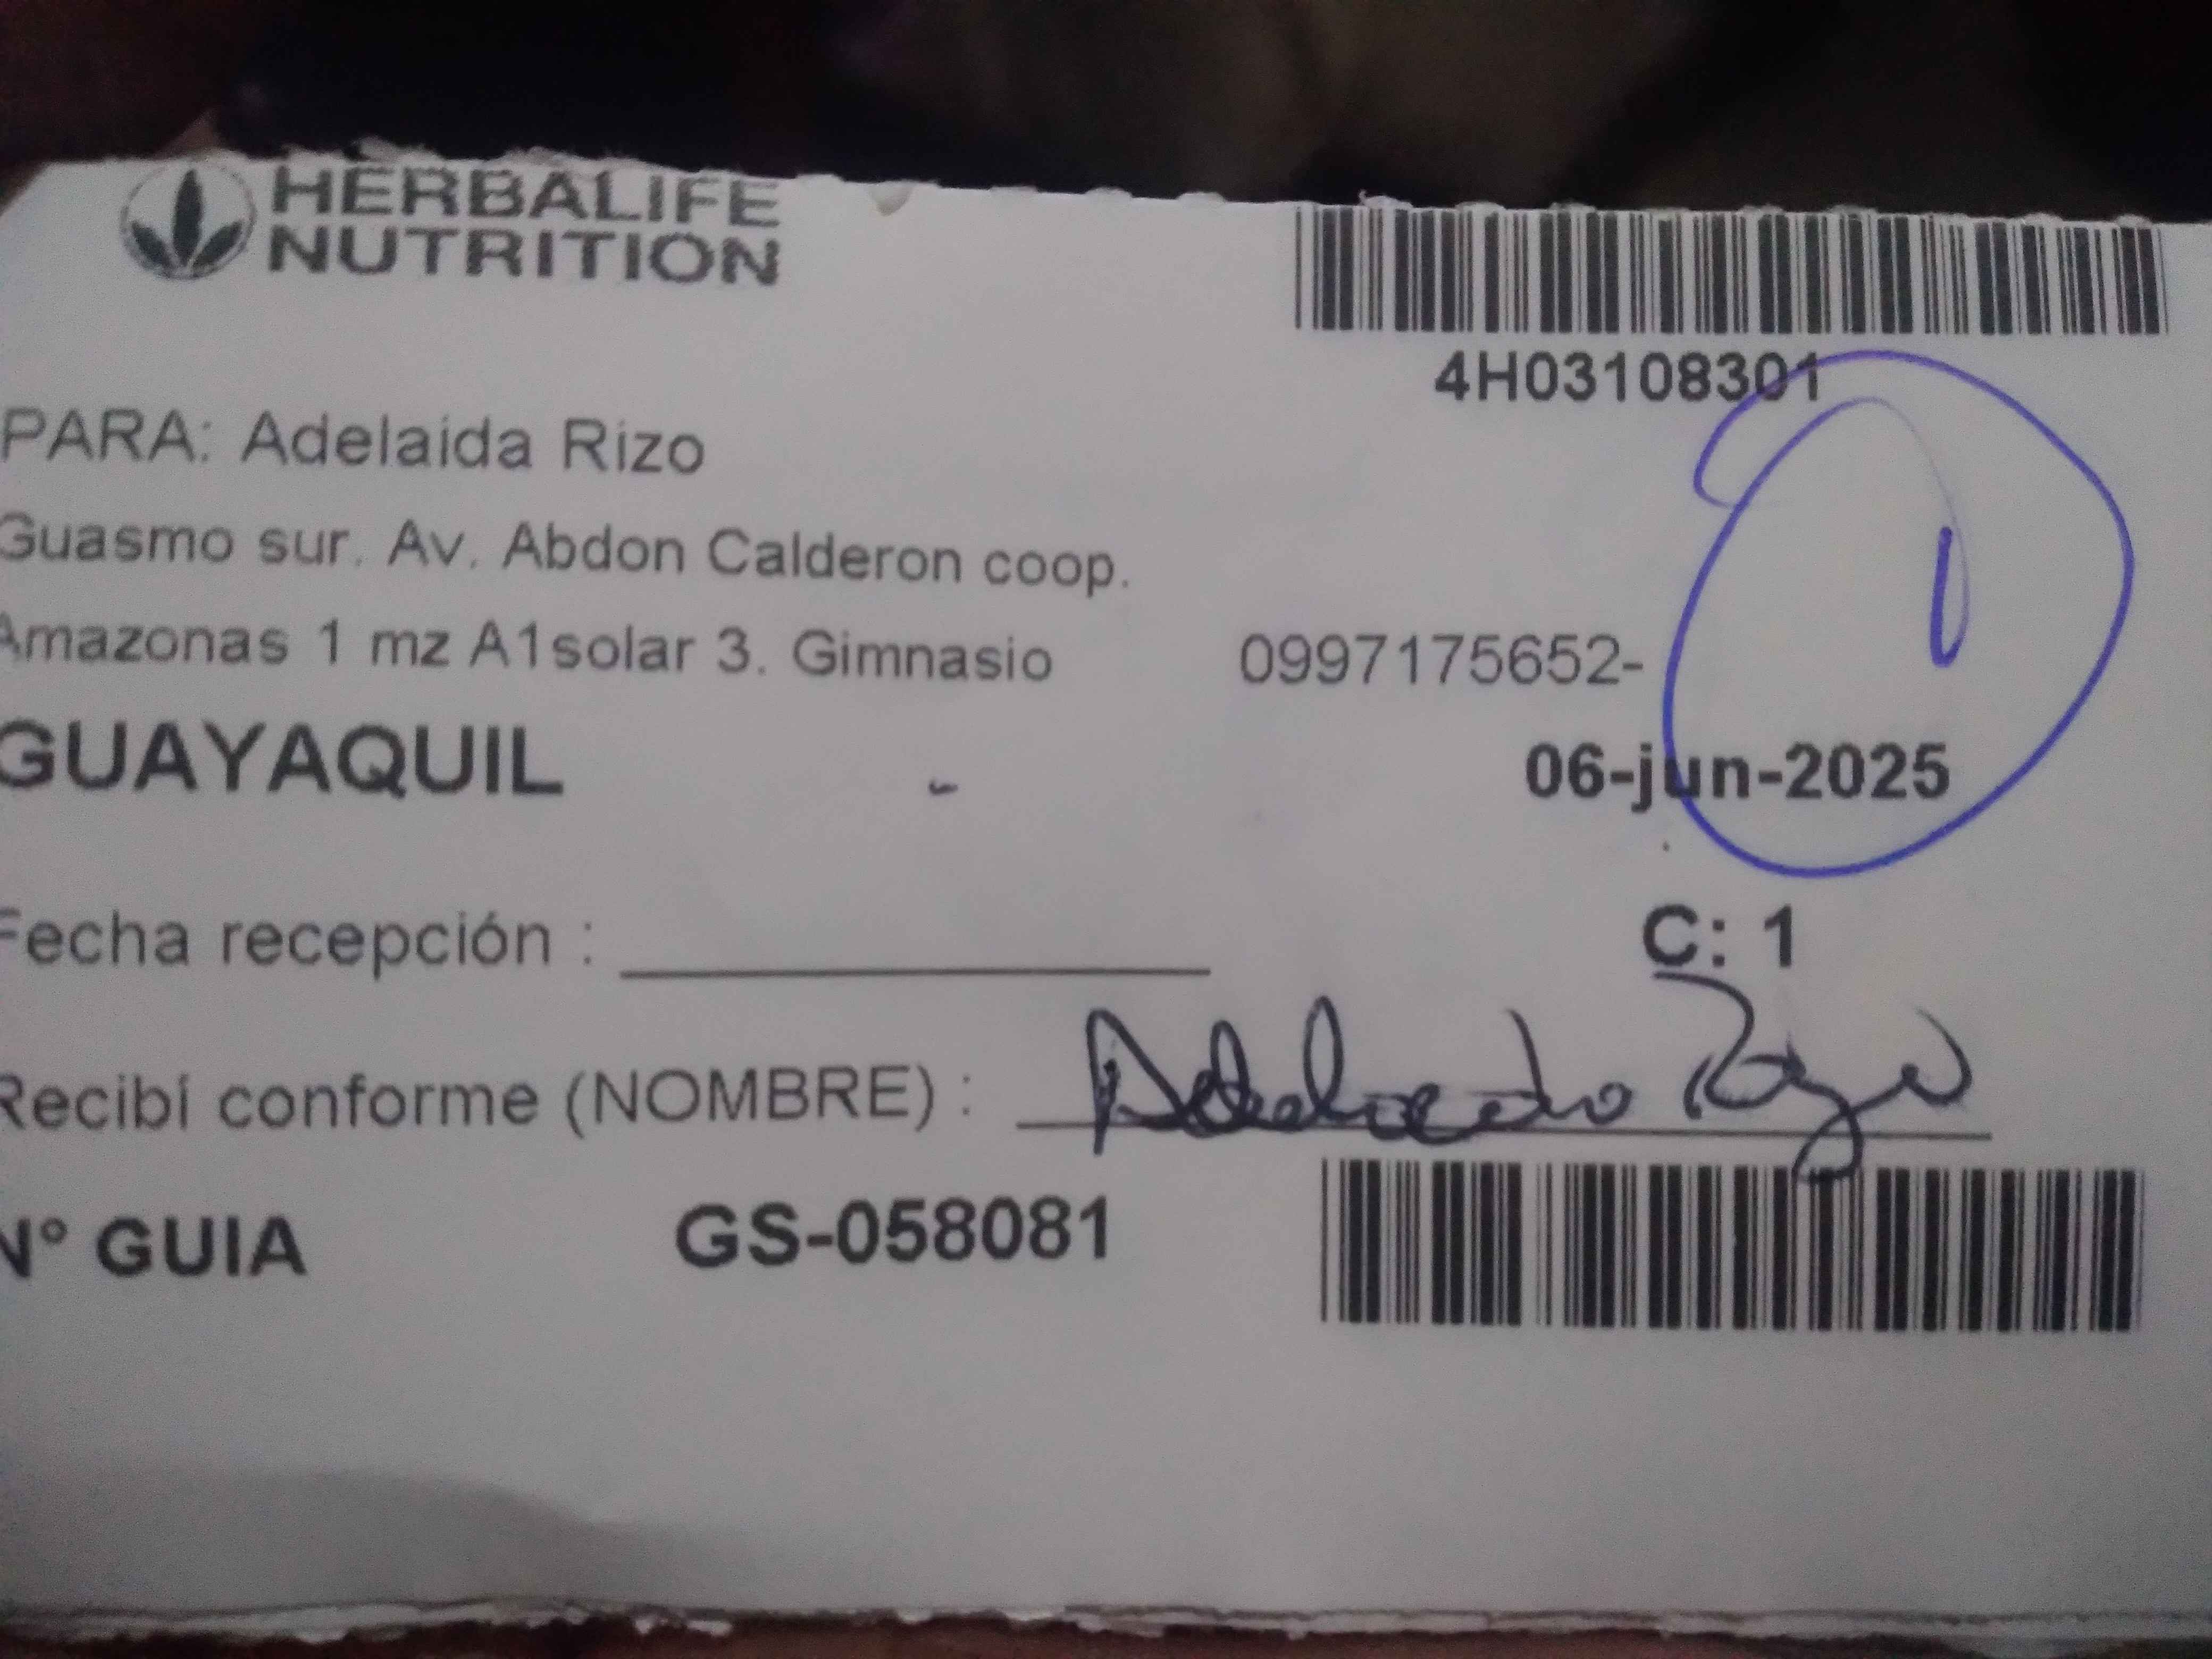 HERBALIFE
NUTRITION
4H03108301
PARA: Adelaida Rizo
Guasmo sur. Av. Abdon Calderon coop.
Amazonas 1 mz A1solar 3. Gimnasio 0997175652-
GUAYAQUIL 06-jun-2025
Fecha recepción : C: 1
Recibí conforme (NOMBRE) :
N° GUIA GS-058081